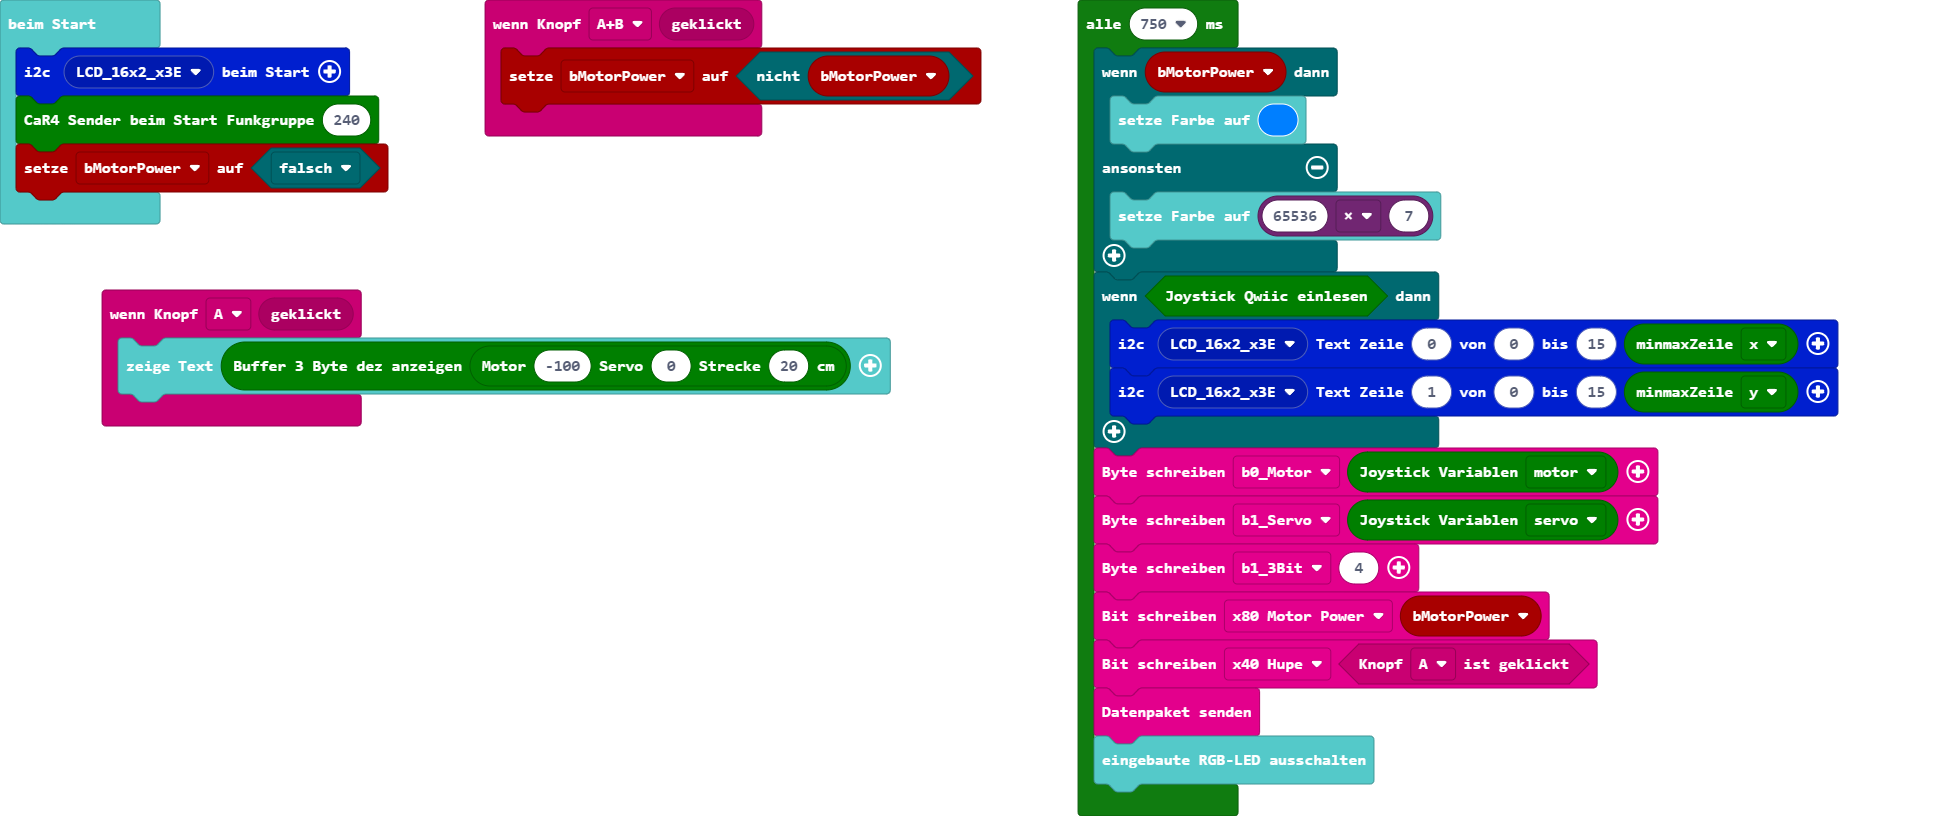 beim Start
i2c LCD_16x2_x3E beim Start
CaR4 Sender beim Start Funkgruppe 240
setze bMotorPower auf falsch
wenn Knopf A+B geklickt
setze bMotorPower auf nicht bMotorPower
wenn Knopf A geklickt
zeige Text Buffer 3 Byte dez anzeigen Motor -100 Servo 0 Strecke 20 cm
alle 750 ms
wenn bMotorPower dann
setze Farbe auf
ansonsten
setze Farbe auf 65536 × 7
wenn Joystick Qwiic einlesen dann
i2c LCD_16x2_x3E Text Zeile 0 von 0 bis 15 minmaxZeile x
i2c LCD_16x2_x3E Text Zeile 1 von 0 bis 15 minmaxZeile y
Byte schreiben b0_Motor Joystick Variablen motor
Byte schreiben b1_Servo Joystick Variablen servo
Byte schreiben b1_3Bit 4
Bit schreiben x80 Motor Power bMotorPower
Bit schreiben x40 Hupe Knopf A ist geklickt
Datenpaket senden
eingebaute RGB-LED ausschalten